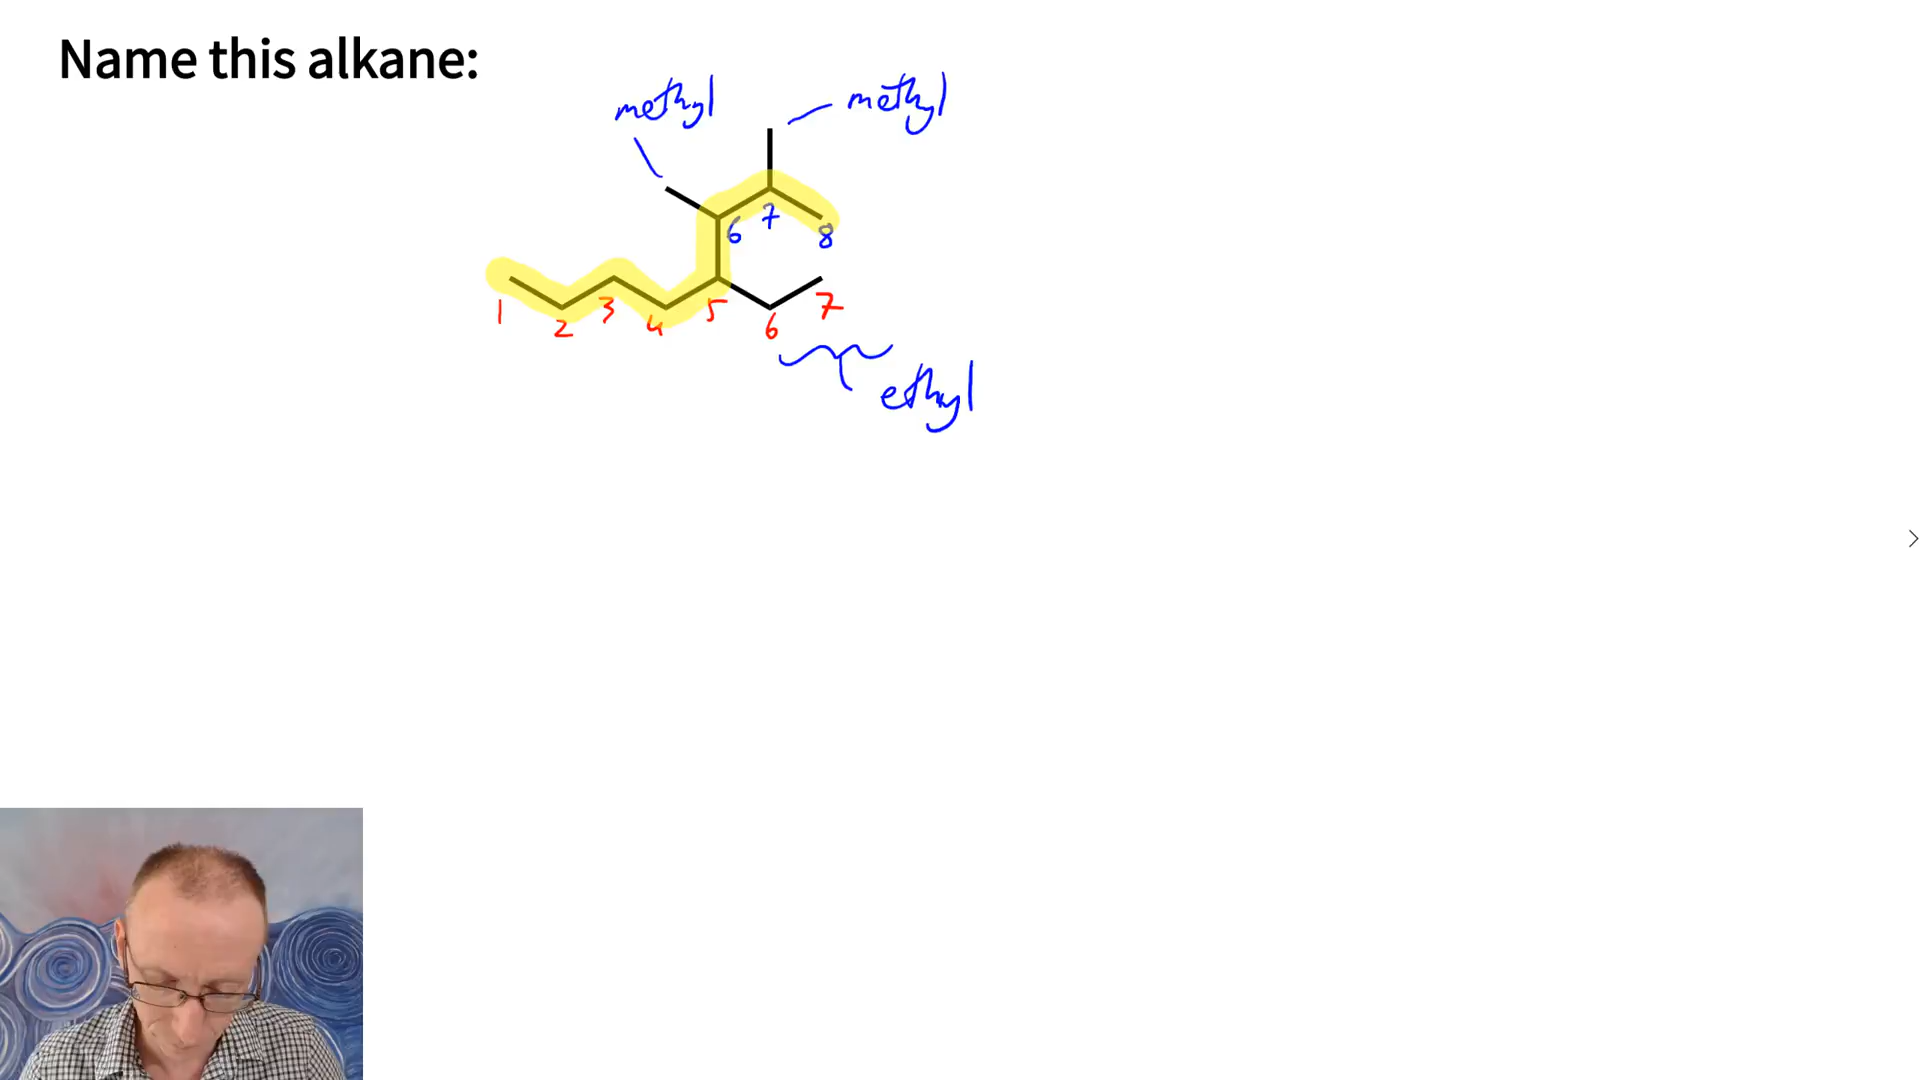 Name this alkane:
methyl methyl
6 7 8
1 2 3 4 5 6 7
ethyl